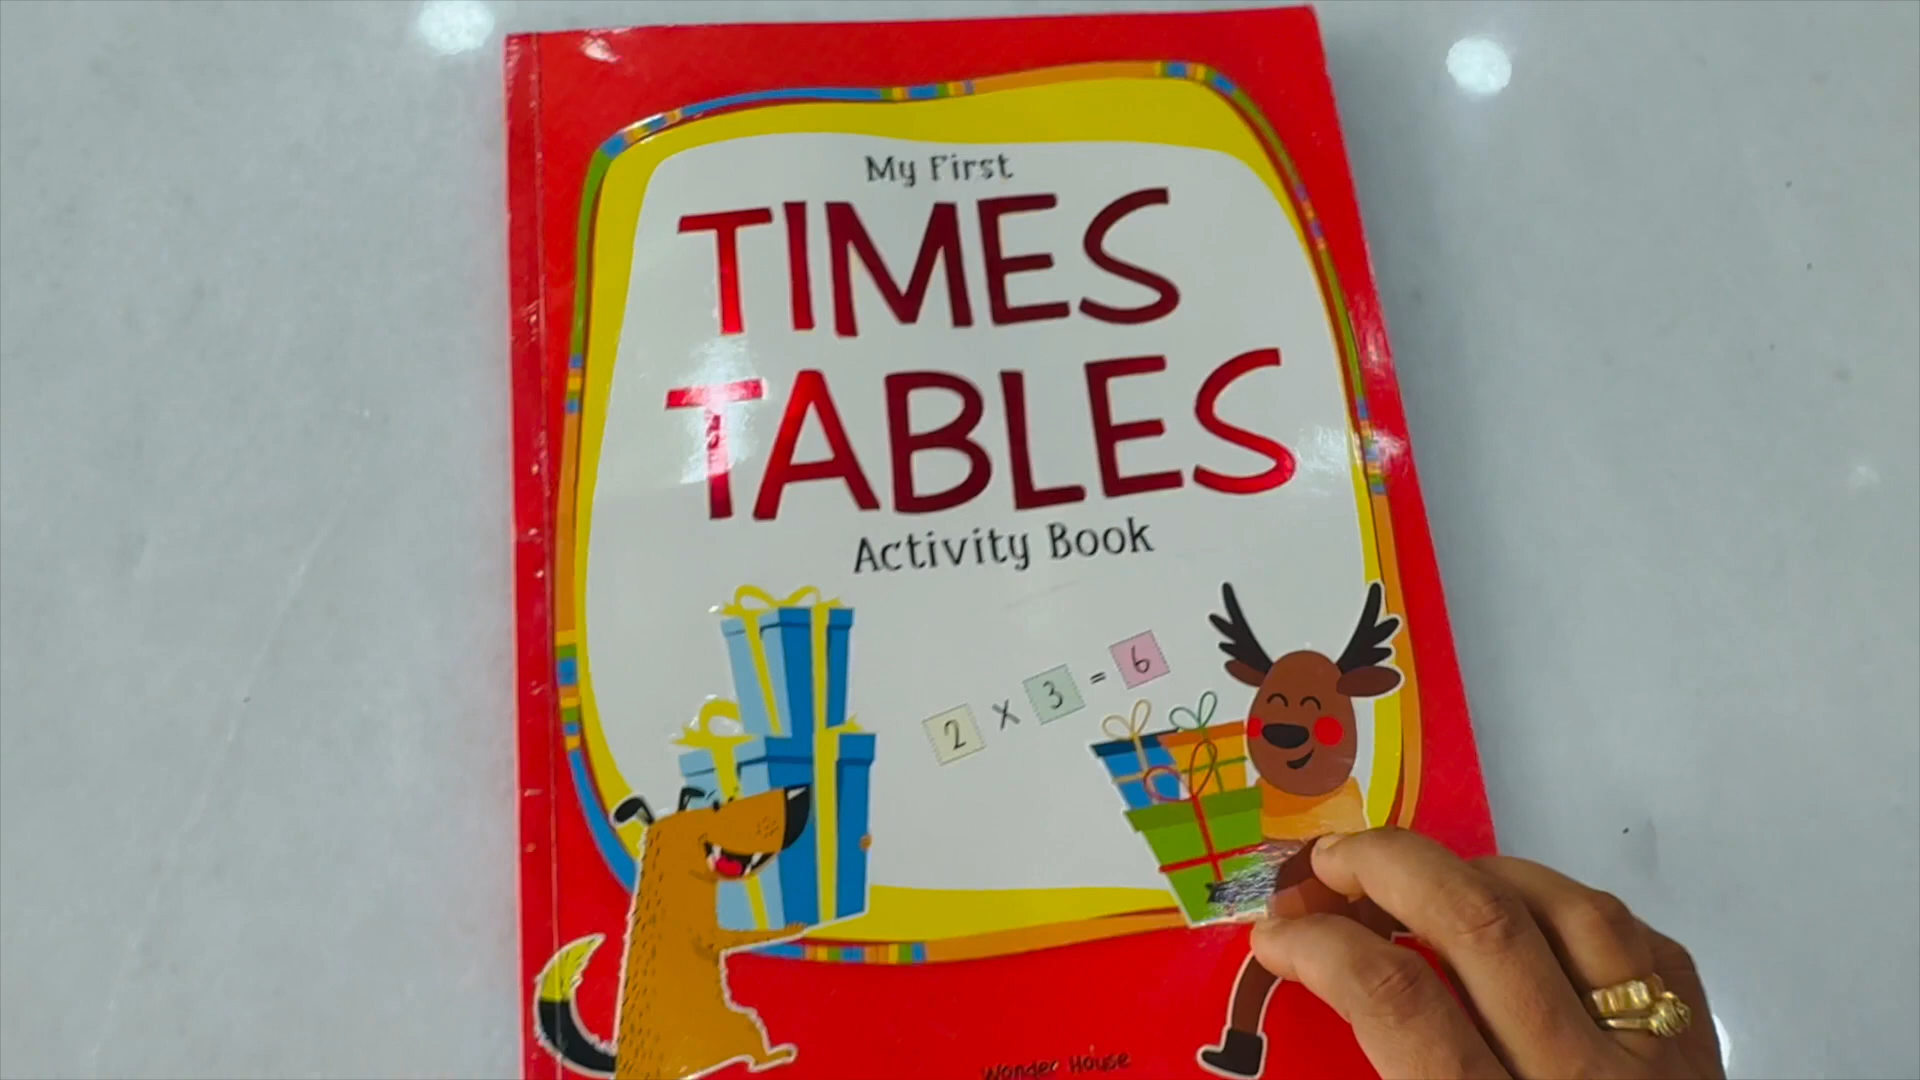 My First
TIMES
TABLES
Activity Book
2 x 3 = 6
Wonder House